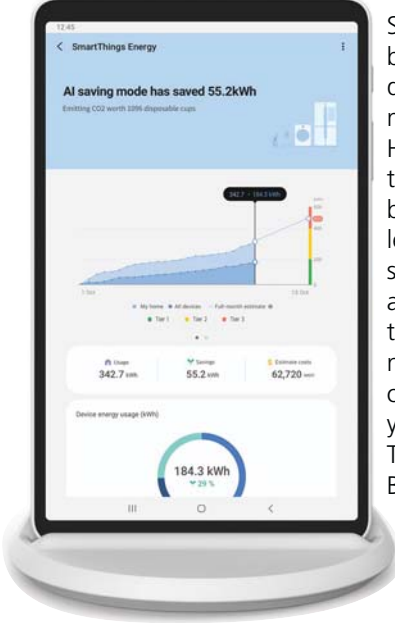 12:45
SmartThings Energy
AI saving mode has saved 55.2kWh
Emitting CO2 worth 1096 disposable cups
342.7 - 184.3 kWh
1 Oct
My home All devices Full-month estimate
Tier 1 Tier 2 Tier 3
Usage Savings Estimate costs
342.7 kWh 55.2 kWh 62,720 won
Device energy usage (kWh)
184.3 kWh
29 %